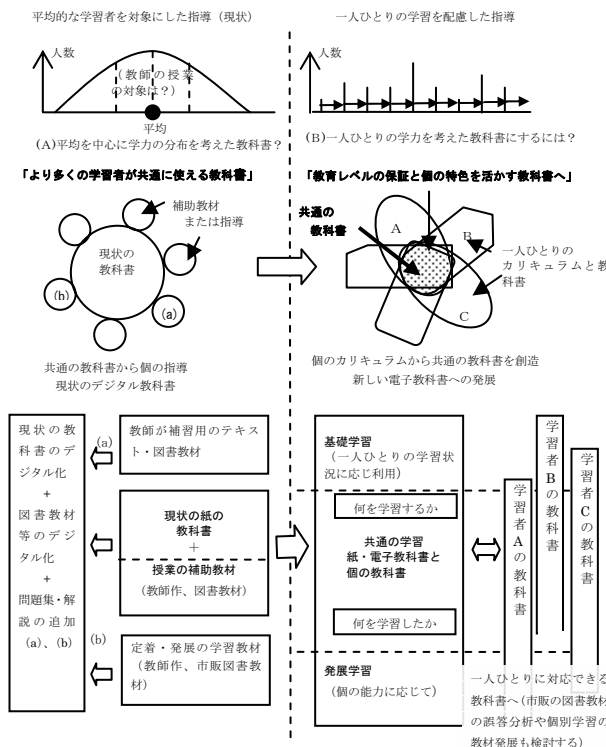 平均的な学習者を対象にした指導（現状）
人数
（教師の授業
の対象は？）
平均
(A)平均を中心に学力の分布を考えた教科書？
「より多くの学習者が共通に使える教科書」
補助教材
または指導
現状の
教科書
(b)
(a)
共通の教科書から個の指導
現状のデジタル教科書
一人ひとりの学習を配慮した指導
人数
(B)一人ひとりの学力を考えた教科書にするには？
「教育レベルの保証と個の特色を活かす教科書へ」
共通の
教科書
A
B
C
一人ひとりの
カリキュラムと教
科書
個のカリキュラムから共通の教科書を創造
新しい電子教科書への発展
現状の教
科書のデ
ジタル化
+
図書教材
等のデジ
タル化
+
問題集・解
説の追加
(a)、(b)
(a)
教師が補習用のテキス
ト・図書教材
現状の紙の
教科書
+
授業の補助教材
（教師作、図書教材）
(b)
定着・発展の学習教材
（教師作、市販図書教
材）
基礎学習
（一人ひとりの学習状
況に応じ利用）
何を学習するか
共通の学習
紙・電子教科書と
個の教科書
何を学習したか
発展学習
（個の能力に応じて）
学習者Aの教科書
学習者Bの教科書
学習者Cの教科書
一人ひとりに対応できる
教科書へ（市販の図書教材
の誤答分析や個別学習の
教材発展も検討する）